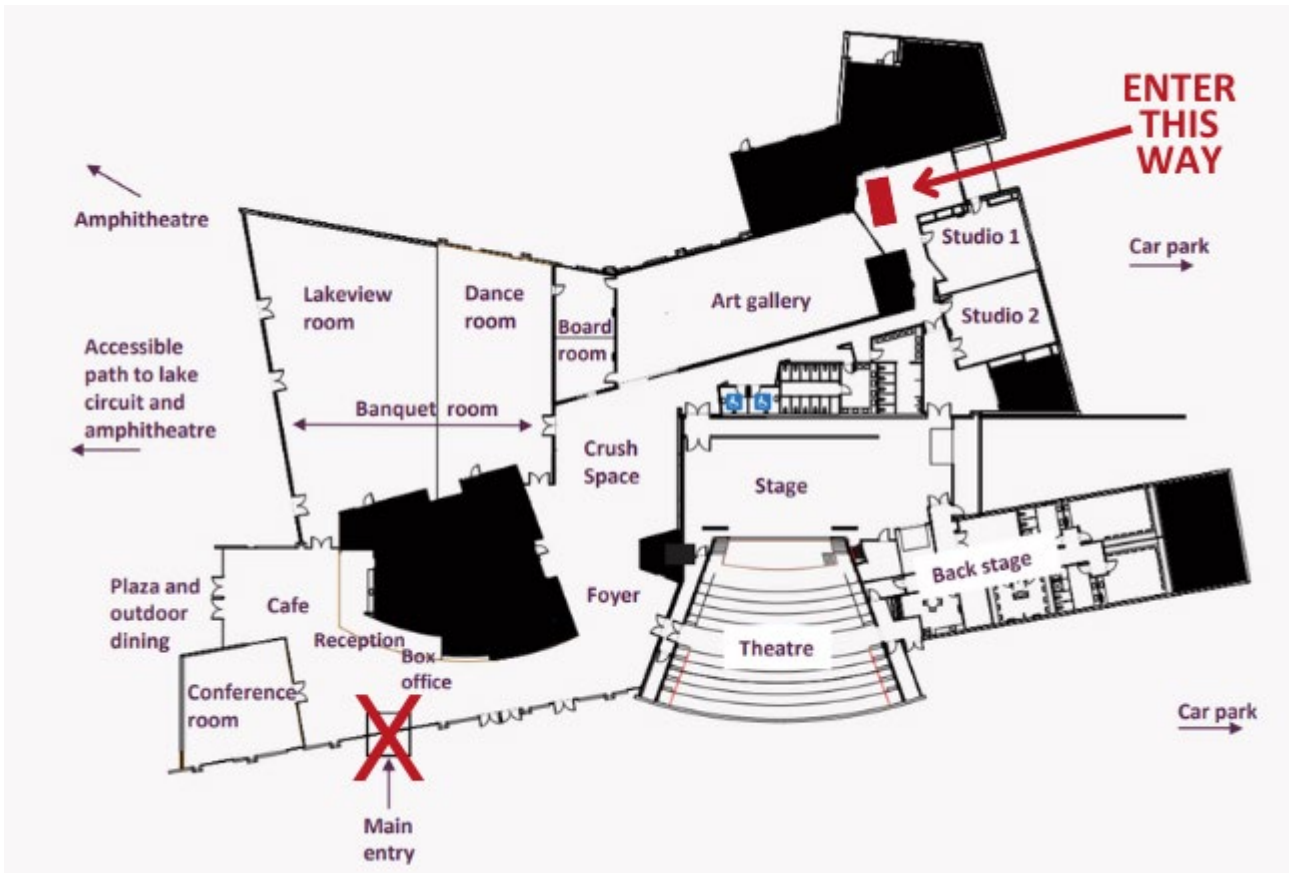 ENTER
THIS
WAY
Amphitheatre
Studio 1
Car park
Lakeview
room
Dance
room
Art gallery
Board
room
Studio 2
Accessible
path to lake
circuit and
amphitheatre
Banquet room
Crush
Space
Stage
Back stage
Plaza and
outdoor
dining
Cafe
Foyer
Reception
Box
office
Theatre
Conference
room
Car park
Main
entry